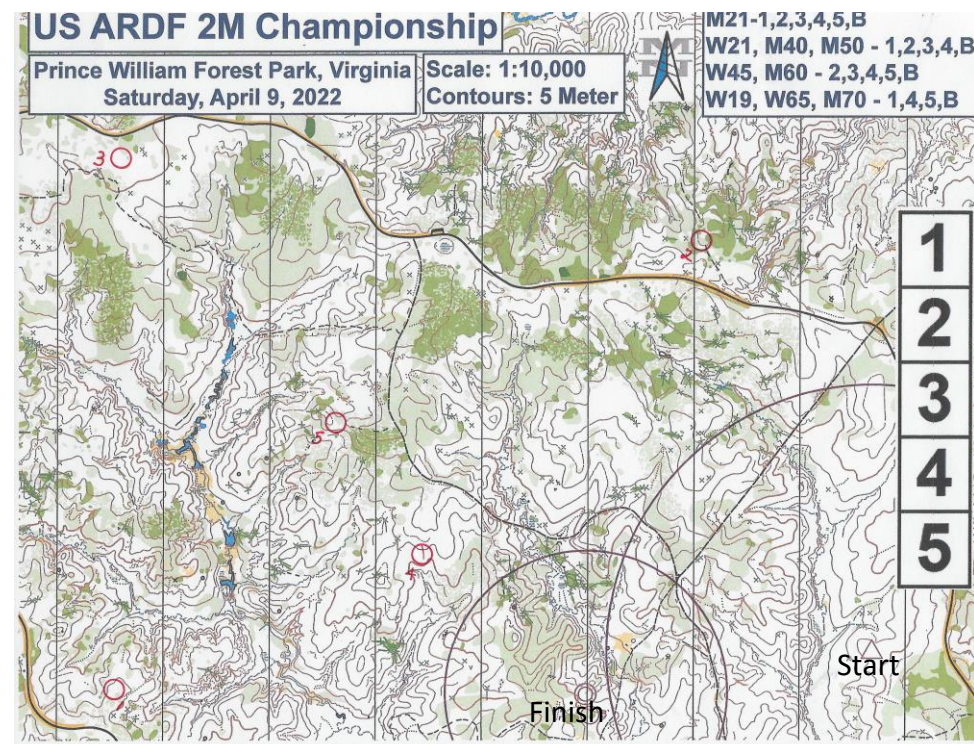 US ARDF 2M Championship
Prince William Forest Park, Virginia
Saturday, April 9, 2022
Scale: 1:10,000
Contours: 5 Meter
M21-1,2,3,4,5,B
W21, M40, M50 - 1,2,3,4,B
W45, M60 - 2,3,4,5,B
W19, W65, M70 - 1,4,5,B
3
2
1
2
3
4
5
5
4
1
Start
Finish